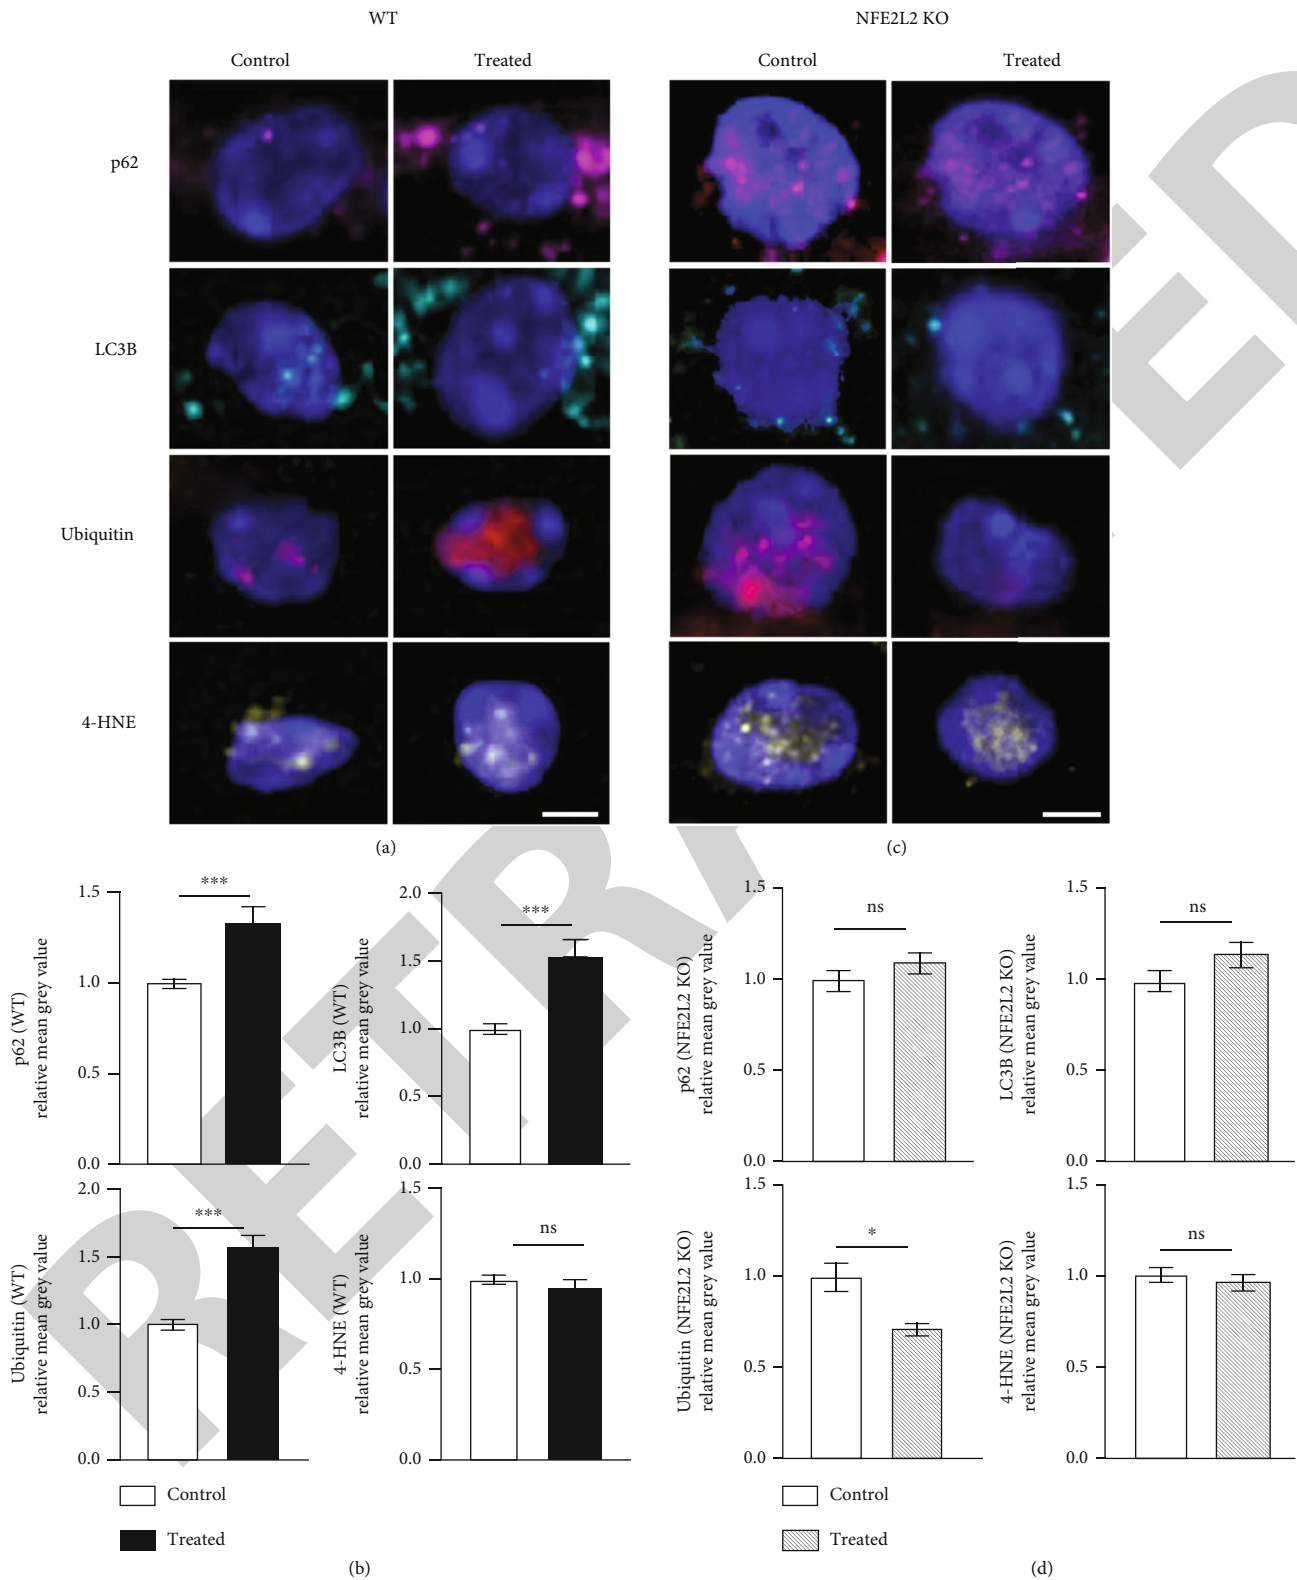 WT
NFE2L2 KO
Control
Treated
Control
Treated
p62
LC3B
Ubiquitin
4-HNE
(a)
(c)
p62 (WT)
relative mean grey value
1.5
1.0
0.5
0.0
***
LC3B (WT)
relative mean grey value
2.0
1.5
1.0
0.5
0.0
***
Ubiquitin (WT)
relative mean grey value
2.0
1.5
1.0
0.5
0.0
***
4-HNE (WT)
relative mean grey value
1.5
1.0
0.5
0.0
ns
Control
Treated
(b)
p62 (NFE2L2 KO)
relative mean grey value
1.5
1.0
0.5
0.0
ns
LC3B (NFE2L2 KO)
relative mean grey value
1.5
1.0
0.5
0.0
ns
Ubiquitin (NFE2L2 KO)
relative mean grey value
1.5
1.0
0.5
0.0
*
4-HNE (NFE2L2 KO)
relative mean grey value
1.5
1.0
0.5
0.0
ns
Control
Treated
(d)